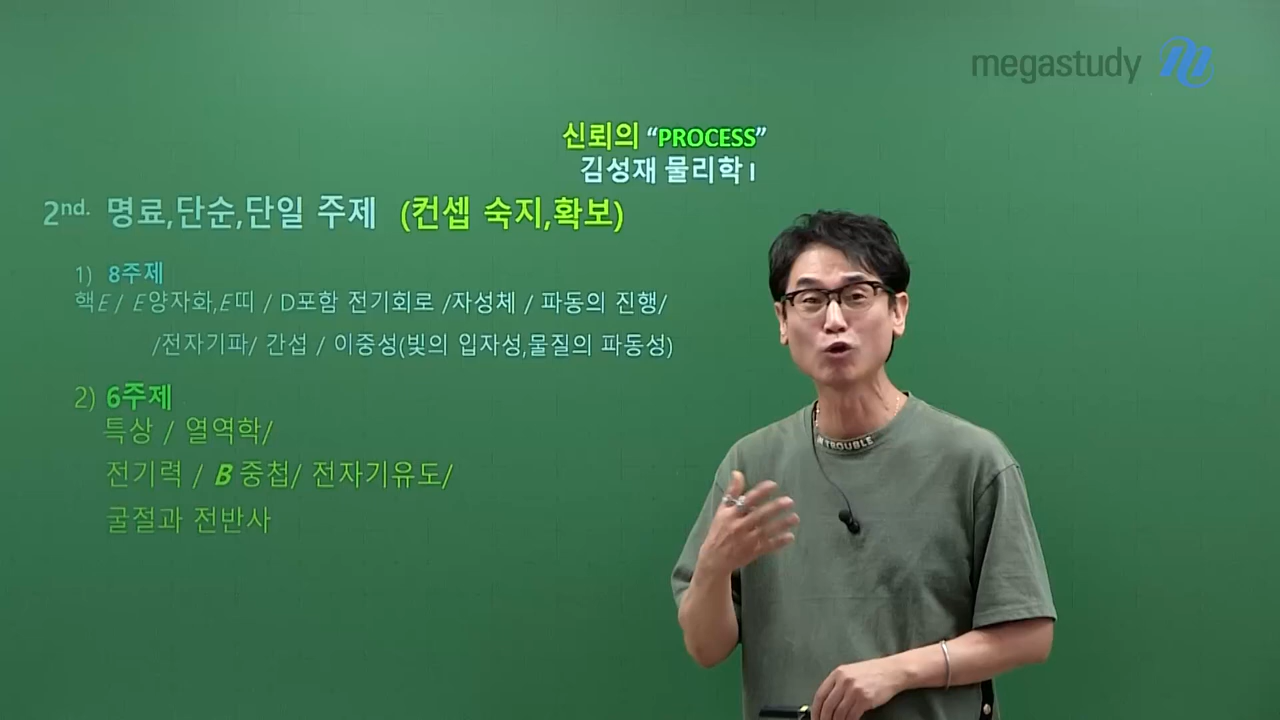 megastudy
신뢰의 “PROCESS”
김성재 물리학 I
2nd. 명료,단순,단일 주제 (컨셉 숙지,확보)
1) 8주제
핵E / E양자화,E띠 / D포함 전기회로 /자성체 / 파동의 진행/
/전자기파/ 간섭 / 이중성(빛의 입자성,물질의 파동성)
2) 6주제
특상 / 열역학/
전기력 / B 중첩/ 전자기유도/
굴절과 전반사
TROUBLE